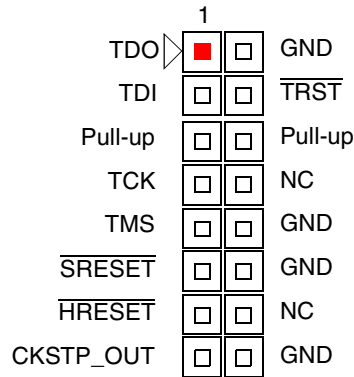 1
TDO GND
TDI TRST
Pull-up Pull-up
TCK NC
TMS GND
SRESET GND
HRESET NC
CKSTP_OUT GND